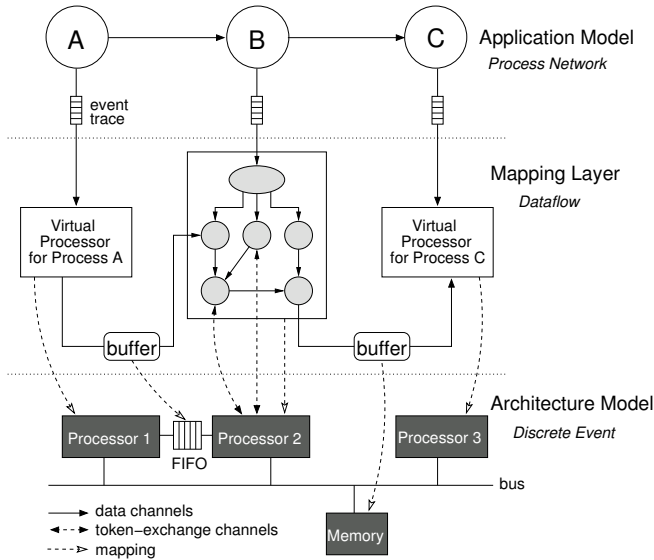 A
B
C
Application Model
Process Network
event
trace
Mapping Layer
Dataflow
Virtual
Processor
for Process A
Virtual
Processor
for Process C
buffer
buffer
Architecture Model
Discrete Event
Processor 1
FIFO
Processor 2
Processor 3
bus
data channels
token−exchange channels
mapping
Memory